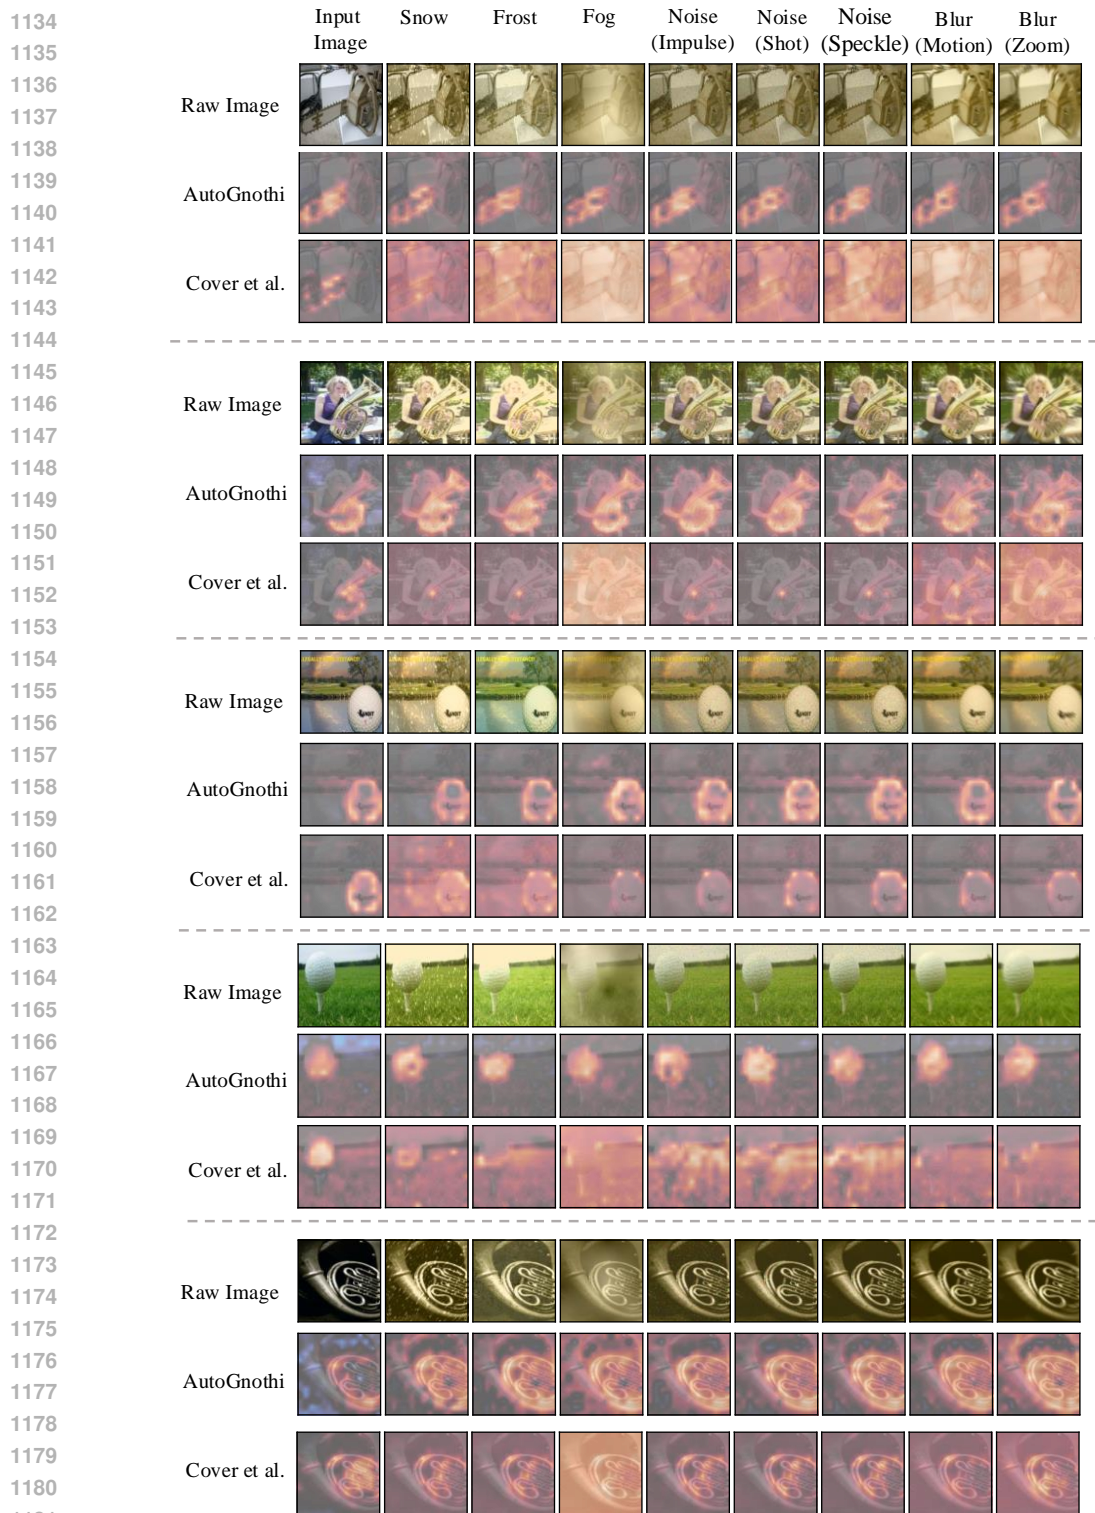 1134
1135
1136
1137
1138
1139
1140
1141
1142
1143
1144
1145
1146
1147
1148
1149
1150
1151
1152
1153
1154
1155
1156
1157
1158
1159
1160
1161
1162
1163
1164
1165
1166
1167
1168
1169
1170
1171
1172
1173
1174
1175
1176
1177
1178
1179
1180
Input Image
Snow
Frost
Fog
Noise (Impulse)
Noise (Shot)
Noise (Speckle)
Blur (Motion)
Blur (Zoom)
Raw Image
AutoGnothi
Cover et al.
Raw Image
AutoGnothi
Cover et al.
Raw Image
AutoGnothi
Cover et al.
Raw Image
AutoGnothi
Cover et al.
Raw Image
AutoGnothi
Cover et al.